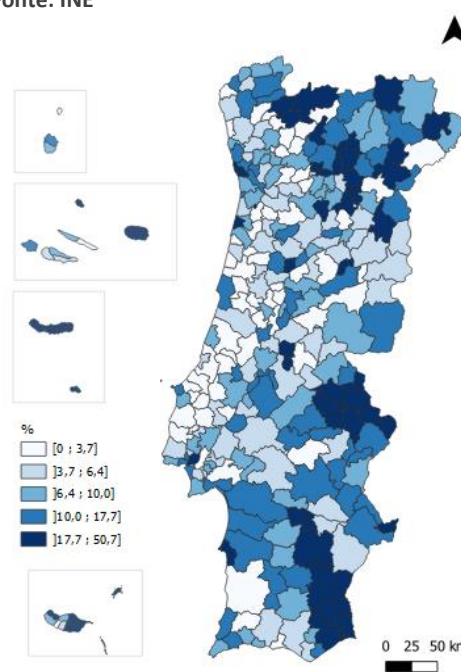 Fonte: INE
%
[0 ; 3,7]
]3,7 ; 6,4]
]6,4 ; 10,0]
]10,0 ; 17,7]
]17,7 ; 50,7]
0 25 50 km